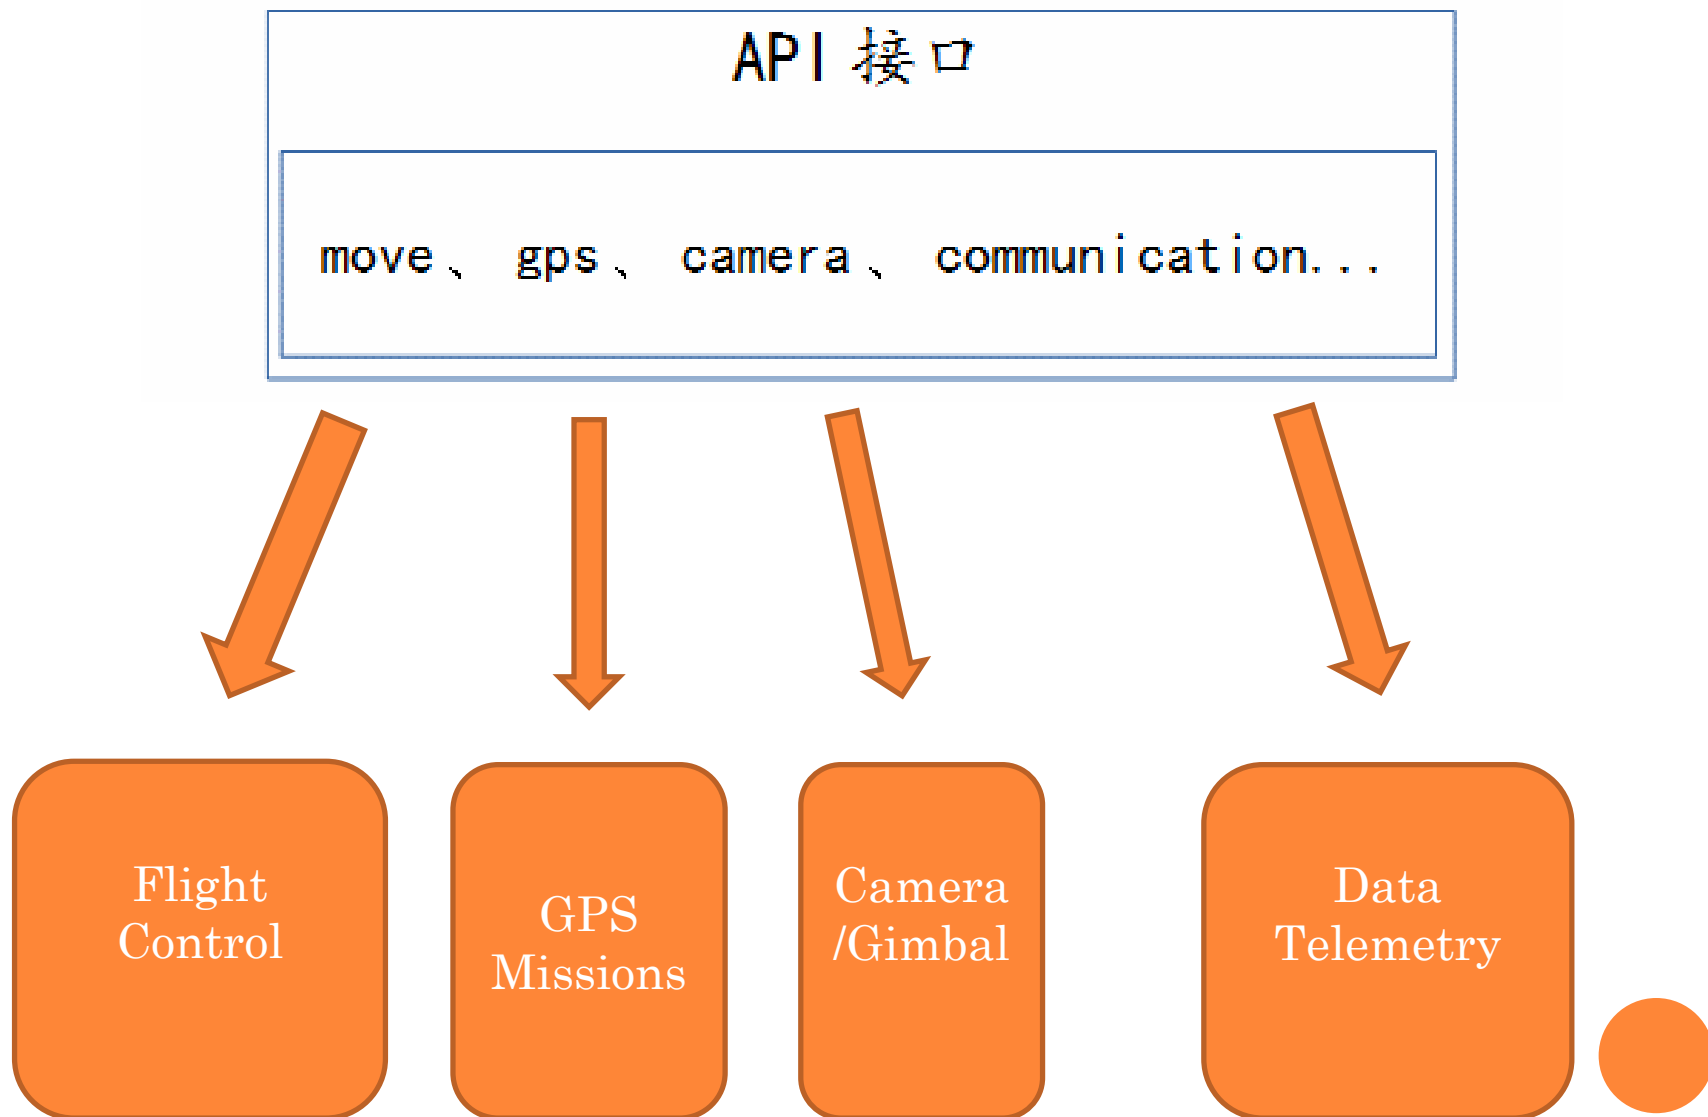 API 接口
move、 gps、 camera、 communication...
Flight
Control
GPS
Missions
Camera
/Gimbal
Data
Telemetry